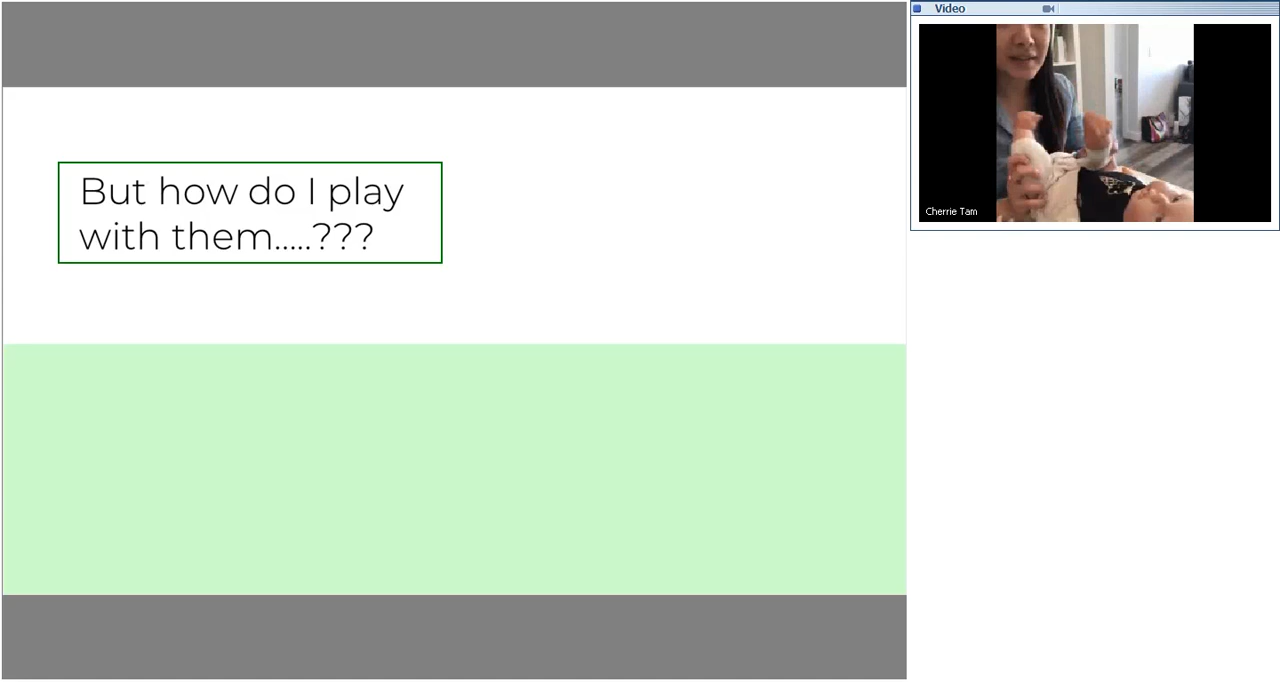 But how do I play
with them.....???
Video
Cherrie Tam